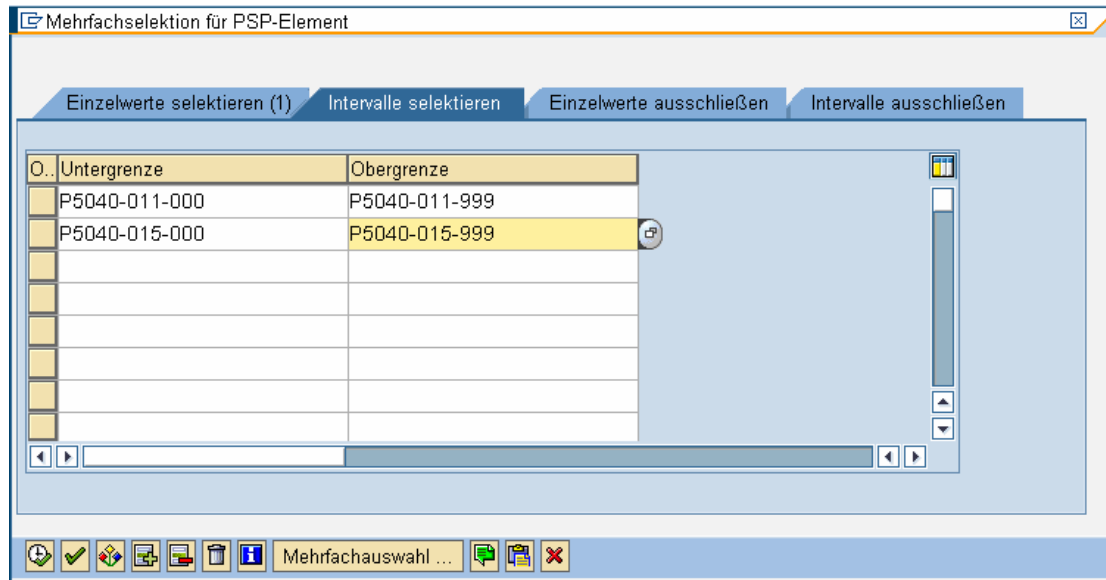 Mehrfachselektion für PSP-Element
Einzelwerte selektieren (1) Intervalle selektieren Einzelwerte ausschließen Intervalle ausschließen
O.. Untergrenze Obergrenze
P5040-011-000 P5040-011-999
P5040-015-000 P5040-015-999
Mehrfachauswahl ...